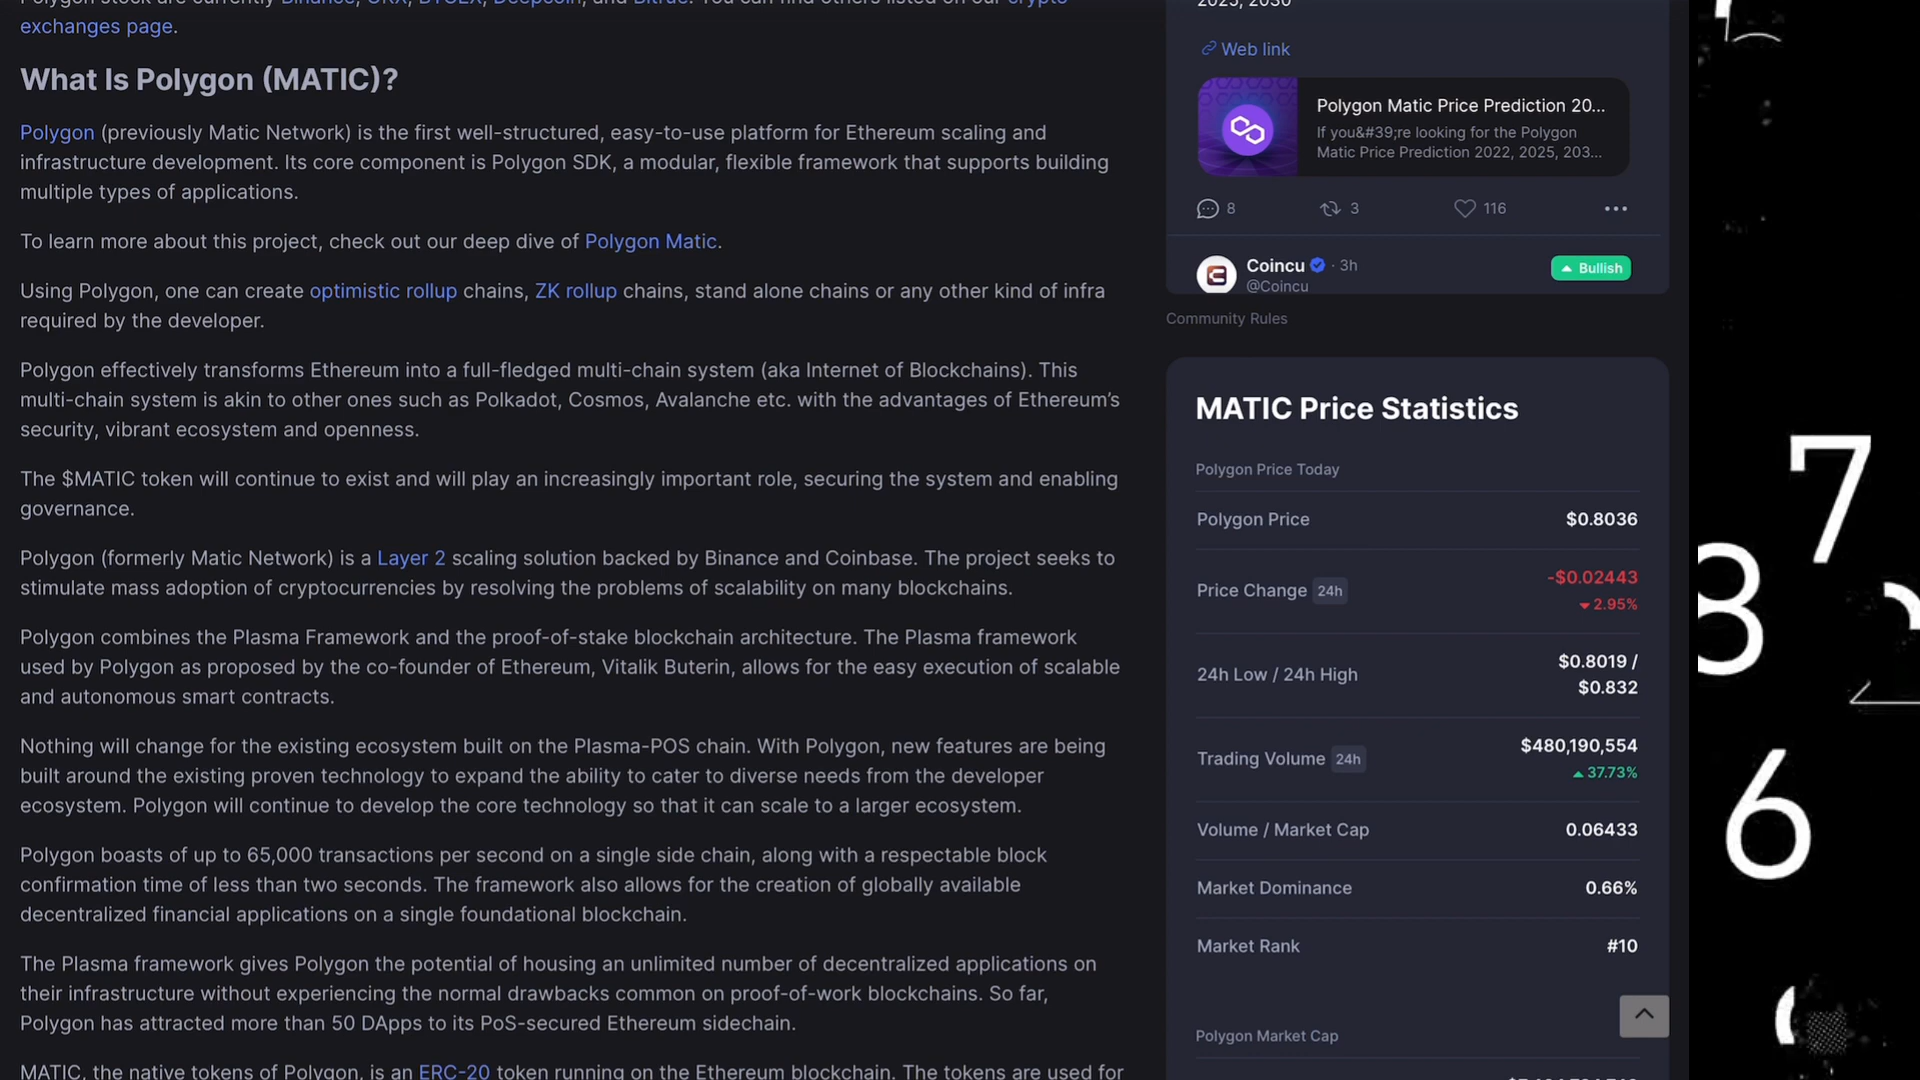 exchanges page.
What Is Polygon (MATIC)?
Polygon (previously Matic Network) is the first well-structured, easy-to-use platform for Ethereum scaling and
infrastructure development. Its core component is Polygon SDK, a modular, flexible framework that supports building
multiple types of applications.
To learn more about this project, check out our deep dive of Polygon Matic.
Using Polygon, one can create optimistic rollup chains, ZK rollup chains, stand alone chains or any other kind of infra
required by the developer.
Polygon effectively transforms Ethereum into a full-fledged multi-chain system (aka Internet of Blockchains). This
multi-chain system is akin to other ones such as Polkadot, Cosmos, Avalanche etc. with the advantages of Ethereum’s
security, vibrant ecosystem and openness.
The $MATIC token will continue to exist and will play an increasingly important role, securing the system and enabling
governance.
Polygon (formerly Matic Network) is a Layer 2 scaling solution backed by Binance and Coinbase. The project seeks to
stimulate mass adoption of cryptocurrencies by resolving the problems of scalability on many blockchains.
Polygon combines the Plasma Framework and the proof-of-stake blockchain architecture. The Plasma framework
used by Polygon as proposed by the co-founder of Ethereum, Vitalik Buterin, allows for the easy execution of scalable
and autonomous smart contracts.
Nothing will change for the existing ecosystem built on the Plasma-POS chain. With Polygon, new features are being
built around the existing proven technology to expand the ability to cater to diverse needs from the developer
ecosystem. Polygon will continue to develop the core technology so that it can scale to a larger ecosystem.
Polygon boasts of up to 65,000 transactions per second on a single side chain, along with a respectable block
confirmation time of less than two seconds. The framework also allows for the creation of globally available
decentralized financial applications on a single foundational blockchain.
The Plasma framework gives Polygon the potential of housing an unlimited number of decentralized applications on
their infrastructure without experiencing the normal drawbacks common on proof-of-work blockchains. So far,
Polygon has attracted more than 50 DApps to its PoS-secured Ethereum sidechain.
MATIC, the native tokens of Polygon, is an ERC-20 token running on the Ethereum blockchain. The tokens are used for
2025, 2030
Web link
Polygon Matic Price Prediction 20...
If you&#39;re looking for the Polygon
Matic Price Prediction 2022, 2025, 203...
8 3 116
Coincu · 3h
Bullish
@Coincu
Community Rules
MATIC Price Statistics
Polygon Price Today
Polygon Price $0.8036
Price Change 24h -$0.02443
2.95%
24h Low / 24h High $0.8019 /
$0.832
Trading Volume 24h $480,190,554
37.73%
Volume / Market Cap 0.06433
Market Dominance 0.66%
Market Rank #10
Polygon Market Cap
7
8
6